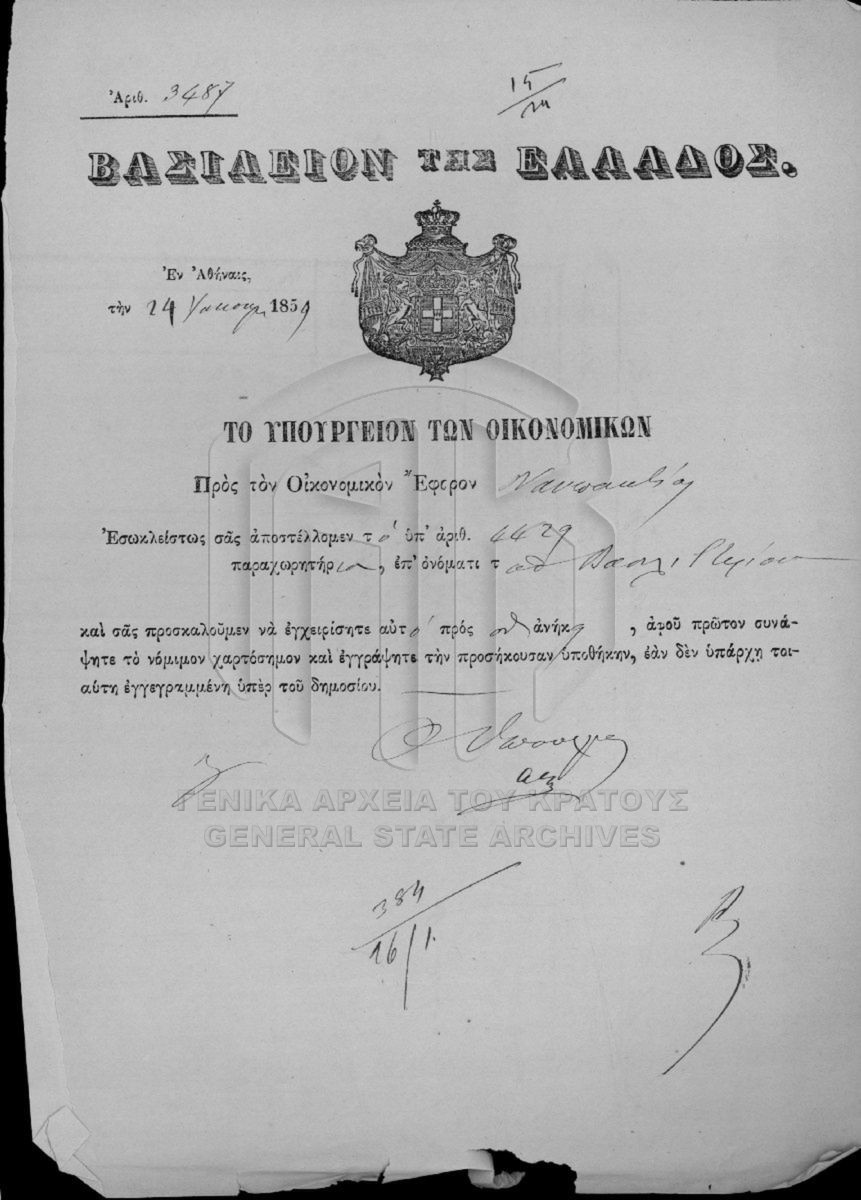 Ἀριθ. 3487
15
ΒΑΣΙΛΕΙΟΝ ΤΗΣ ΕΛΛΑΔΟΣ.
Ἐν Ἀθήναις,
τὴν 24 1859
ΤΟ ΥΠΟΥΡΓΕΙΟΝ ΤΩΝ ΟΙΚΟΝΟΜΙΚΩΝ
Πρὸς τὸν Οἰκονομικὸν Ἔφορον Ναυπακτίας
Ἐσωκλείστως σᾶς ἀποστέλλομεν τὸ ὑπ' ἀριθ. 4429
παραχωρητήριον, ἐπ' ὀνόματι τοῦ
καὶ σᾶς προσκαλοῦμεν νὰ ἐγχειρίσητε αὐτὸ πρὸς ὃν ἀνήκει, ἀφοῦ πρῶτον συνά-
ψητε τὸ νόμιμον χαρτόσημον καὶ ἐγγράψητε τὴν προσήκουσαν ὑποθήκην, ἐὰν δὲν ὑπάρχῃ τοι-
αύτη ἐγγεγραμμένη ὑπὲρ τοῦ δημοσίου.
Ο Υπουργός
ΓΕΝΙΚΑ ΑΡΧΕΙΑ ΤΟΥ ΚΡΑΤΟΥΣ
GENERAL STATE ARCHIVES
384
16/1.